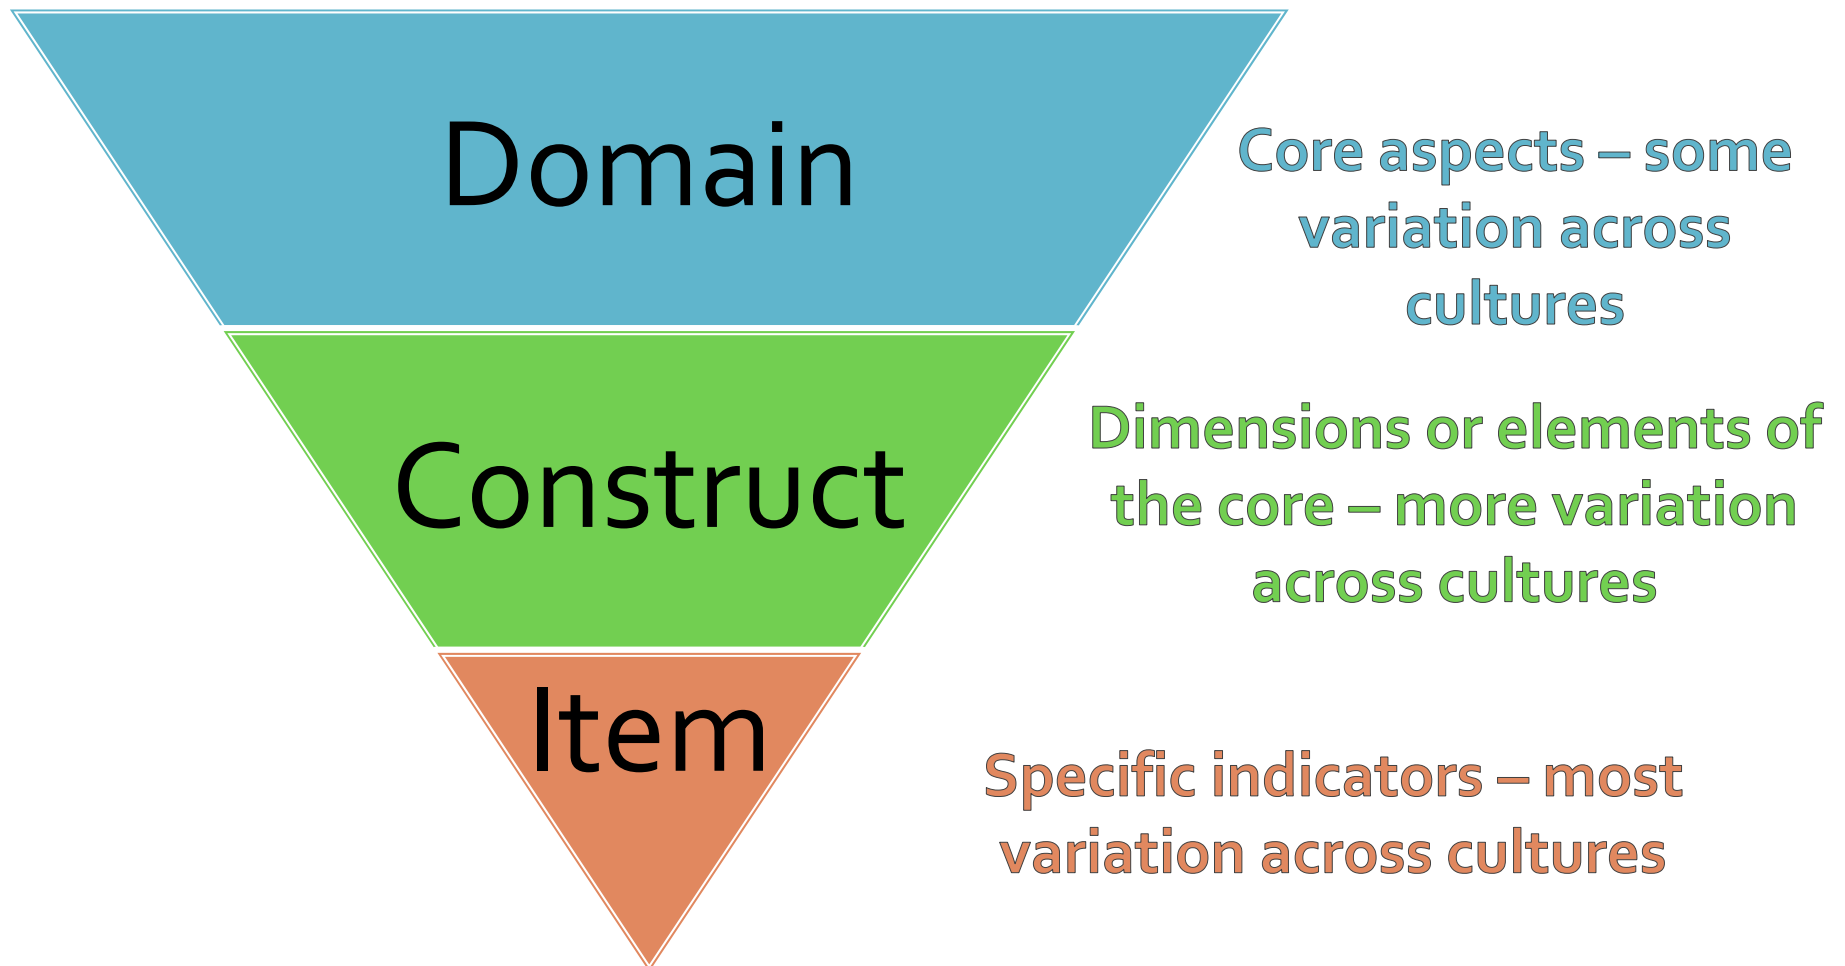 Domain
Core aspects – some
variation across
cultures
Construct
Dimensions or elements of
the core – more variation
across cultures
Item
Specific indicators – most
variation across cultures